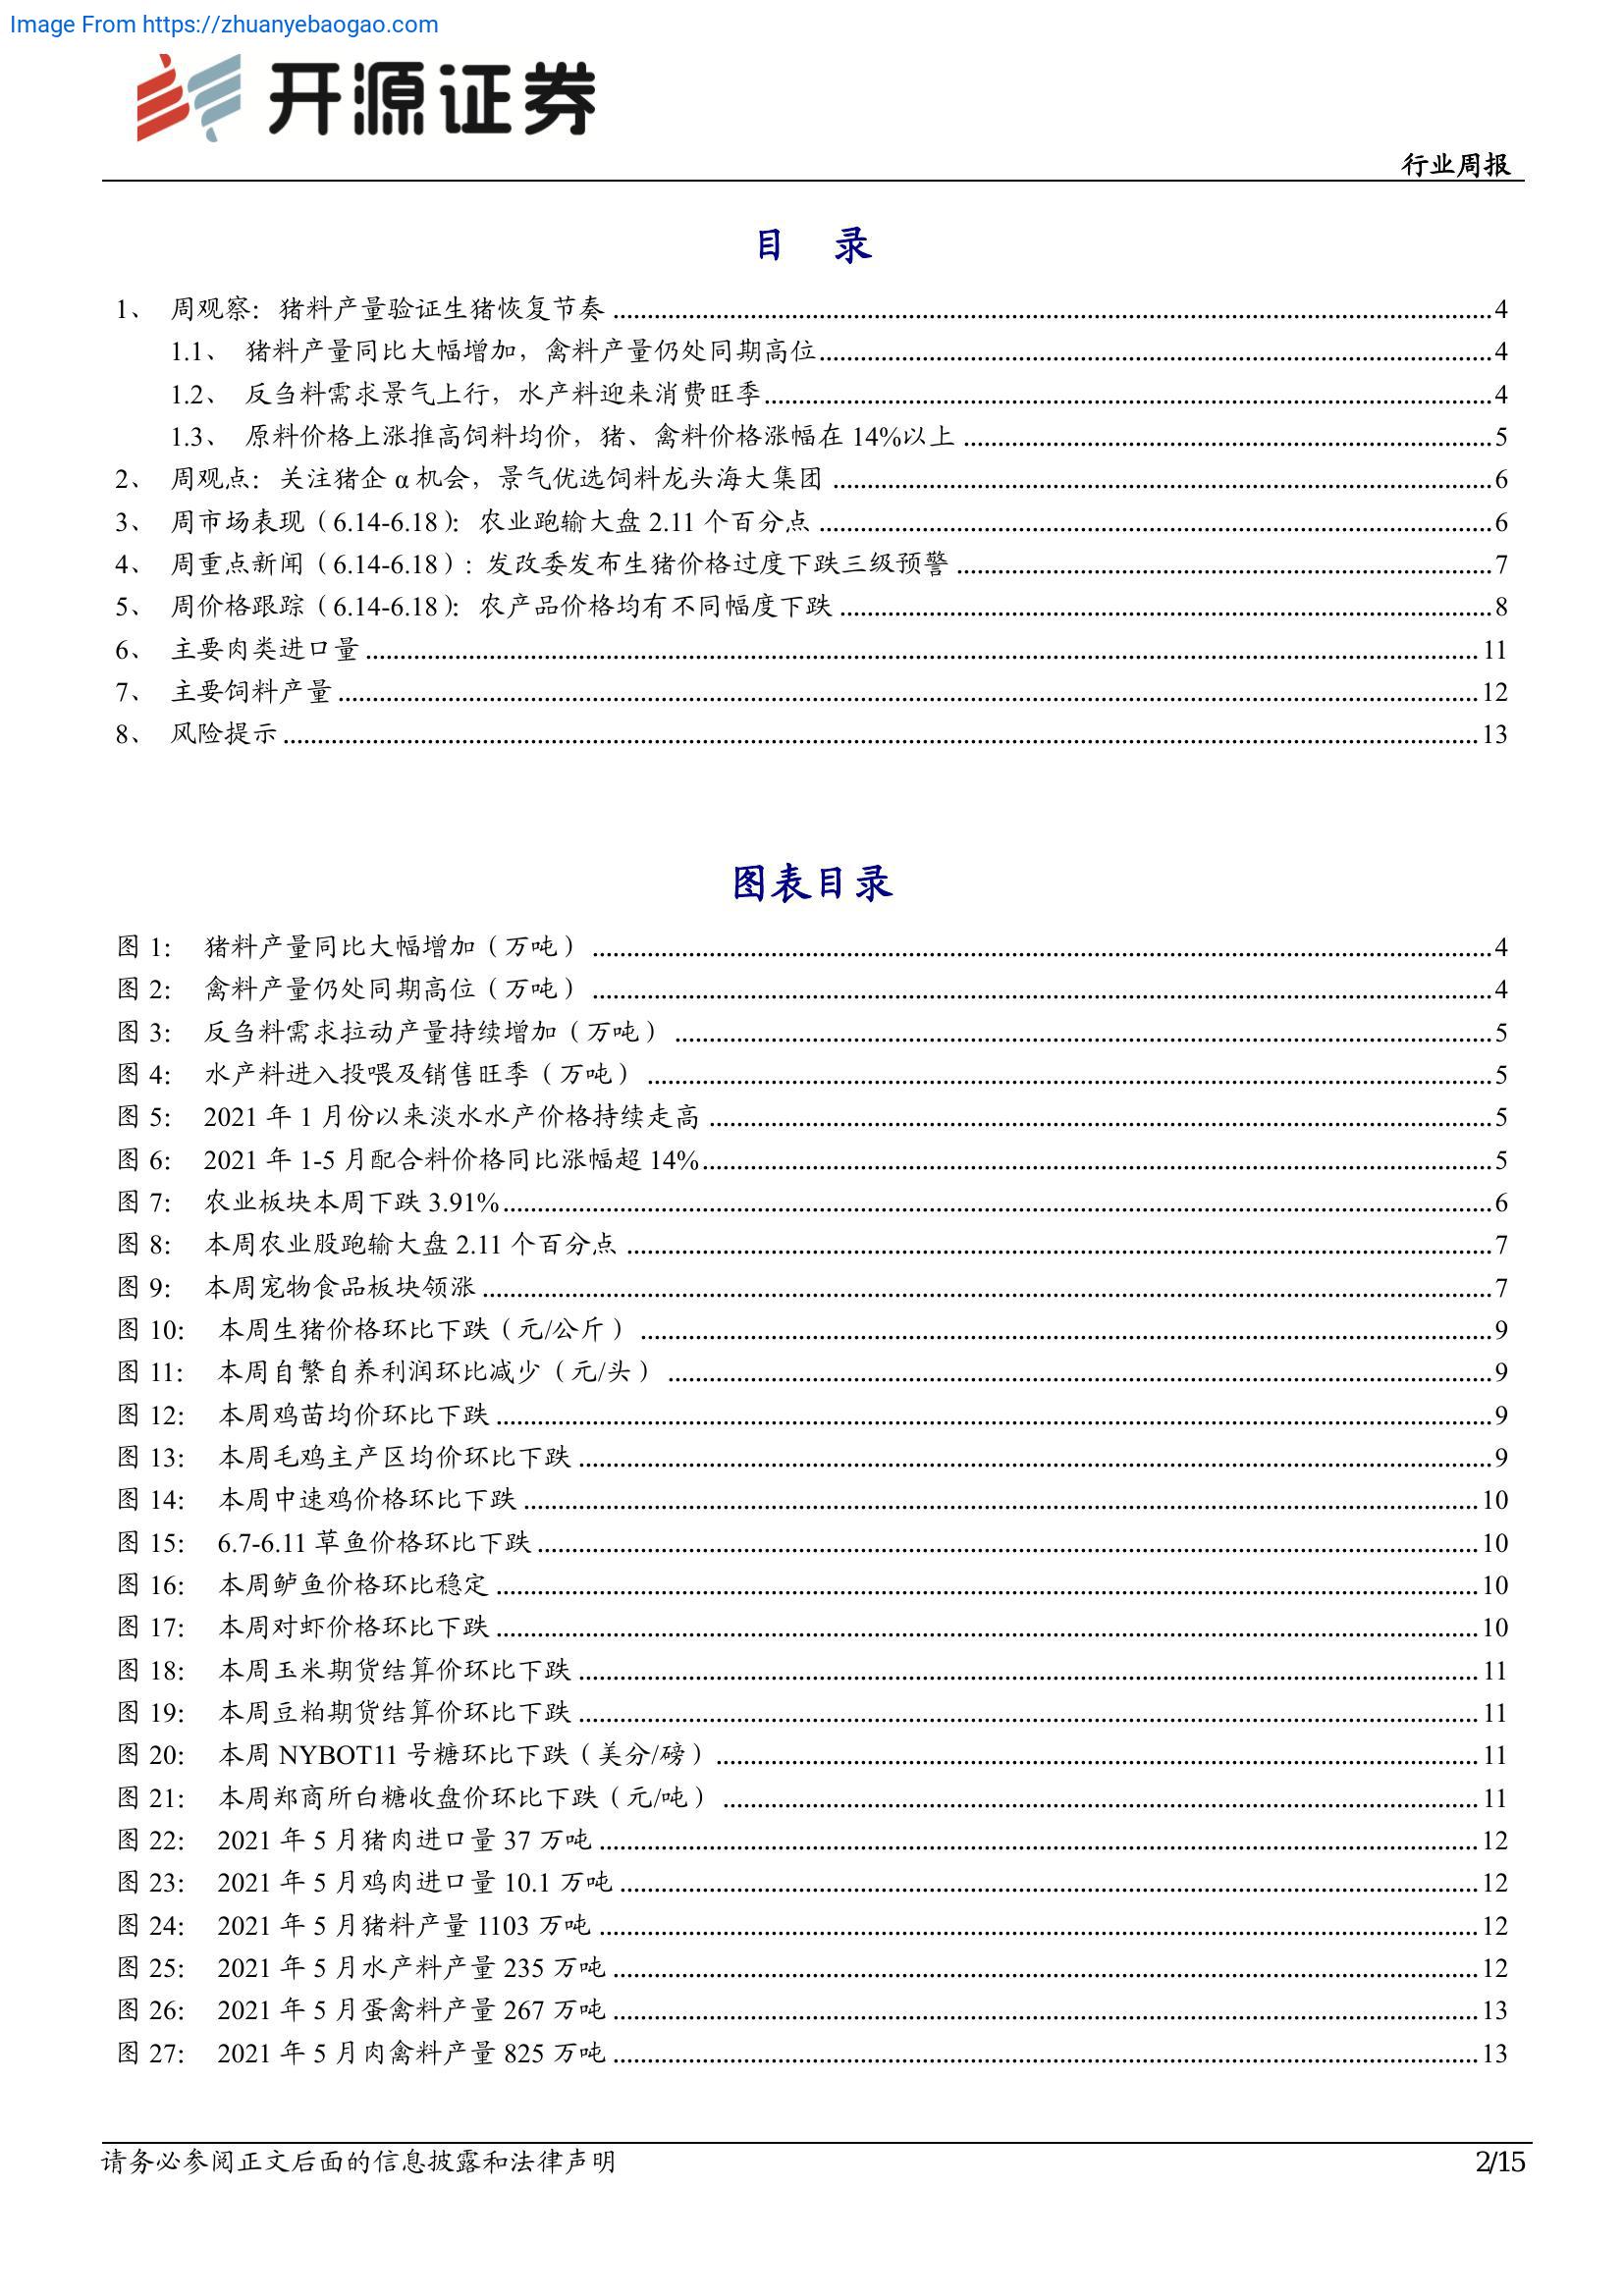 Image From https://zhuanyebaogao.com
开源证券
行业周报
目 录
1、 周观察：猪料产量验证生猪恢复节奏 ........ 4
1.1、 猪料产量同比大幅增加，禽料产量仍处同期高位 ........ 4
1.2、 反刍料需求景气上行，水产料迎来消费旺季 ........ 4
1.3、 原料价格上涨推高饲料均价，猪、禽料价格涨幅在 14%以上 ........ 5
2、 周观点：关注猪企 α 机会，景气优选饲料龙头海大集团 ........ 6
3、 周市场表现（6.14-6.18）：农业跑输大盘 2.11 个百分点 ........ 6
4、 周重点新闻（6.14-6.18）：发改委发布生猪价格过度下跌三级预警 ........ 7
5、 周价格跟踪（6.14-6.18）：农产品价格均有不同幅度下跌 ........ 8
6、 主要肉类进口量 ........ 11
7、 主要饲料产量 ........ 12
8、 风险提示 ........ 13
图表目录
图 1： 猪料产量同比大幅增加（万吨） ........ 4
图 2： 禽料产量仍处同期高位（万吨） ........ 4
图 3： 反刍料需求拉动产量持续增加（万吨） ........ 5
图 4： 水产料进入投喂及销售旺季（万吨） ........ 5
图 5： 2021 年 1 月份以来淡水水产价格持续走高 ........ 5
图 6： 2021 年 1-5 月配合料价格同比涨幅超 14% ........ 5
图 7： 农业板块本周下跌 3.91% ........ 6
图 8： 本周农业股跑输大盘 2.11 个百分点 ........ 7
图 9： 本周宠物食品板块领涨 ........ 7
图 10： 本周生猪价格环比下跌（元/公斤） ........ 9
图 11： 本周自繁自养利润环比减少（元/头） ........ 9
图 12： 本周鸡苗均价环比下跌 ........ 9
图 13： 本周毛鸡主产区均价环比下跌 ........ 9
图 14： 本周中速鸡价格环比下跌 ........ 10
图 15： 6.7-6.11 草鱼价格环比下跌 ........ 10
图 16： 本周鲈鱼价格环比稳定 ........ 10
图 17： 本周对虾价格环比下跌 ........ 10
图 18： 本周玉米期货结算价环比下跌 ........ 11
图 19： 本周豆粕期货结算价环比下跌 ........ 11
图 20： 本周 NYBOT11 号糖环比下跌（美分/磅） ........ 11
图 21： 本周郑商所白糖收盘价环比下跌（元/吨） ........ 11
图 22： 2021 年 5 月猪肉进口量 37 万吨 ........ 12
图 23： 2021 年 5 月鸡肉进口量 10.1 万吨 ........ 12
图 24： 2021 年 5 月猪料产量 1103 万吨 ........ 12
图 25： 2021 年 5 月水产料产量 235 万吨 ........ 12
图 26： 2021 年 5 月蛋禽料产量 267 万吨 ........ 13
图 27： 2021 年 5 月肉禽料产量 825 万吨 ........ 13
请务必参阅正文后面的信息披露和法律声明
2/15